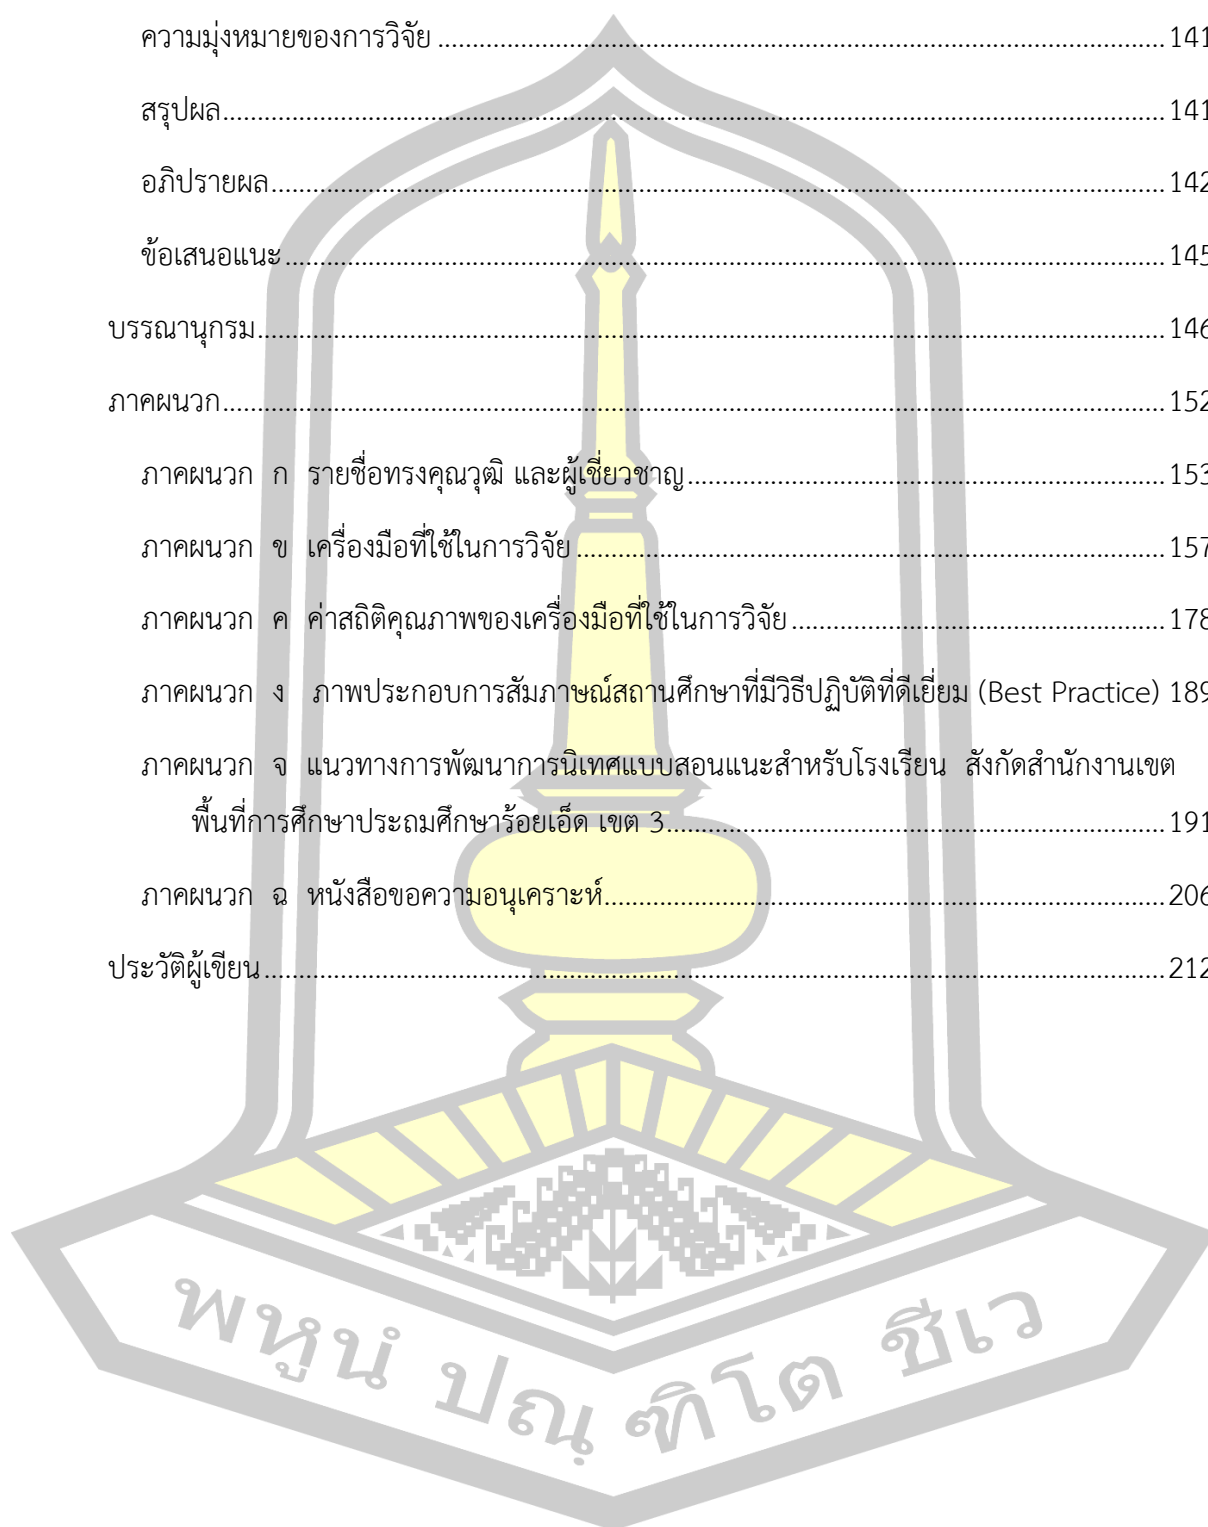 ความมุ่งหมายของการวิจัย ........ 141
สรุปผล........ 141
อภิปรายผล........ 142
ข้อเสนอแนะ........ 145
บรรณานุกรม........ 146
ภาคผนวก........ 152
ภาคผนวก ก รายชื่อทรงคุณวุฒิ และผู้เชี่ยวชาญ........ 153
ภาคผนวก ข เครื่องมือที่ใช้ในการวิจัย........ 157
ภาคผนวก ค ค่าสถิติคุณภาพของเครื่องมือที่ใช้ในการวิจัย........ 178
ภาคผนวก ง ภาพประกอบการสัมภาษณ์สถานศึกษาที่มีวิธีปฏิบัติที่ดีเยี่ยม (Best Practice) 189
ภาคผนวก จ แนวทางการพัฒนาการนิเทศแบบสอนแนะสำหรับโรงเรียน สังกัดสำนักงานเขต
พื้นที่การศึกษาประถมศึกษาร้อยเอ็ด เขต 3........ 191
ภาคผนวก ฉ หนังสือขอความอนุเคราะห์........ 206
ประวัติผู้เขียน........ 212
พหูนํ ปณฺฑิโต ชีเว